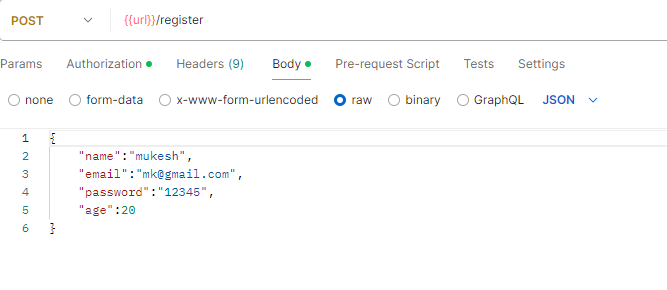 POST {{url}}/register
Params Authorization Headers (9) Body Pre-request Script Tests Settings
none form-data x-www-form-urlencoded raw binary GraphQL JSON
1 {
2 "name":"mukesh",
3 "email":"mk@gmail.com",
4 "password":"12345",
5 "age":20
6 }